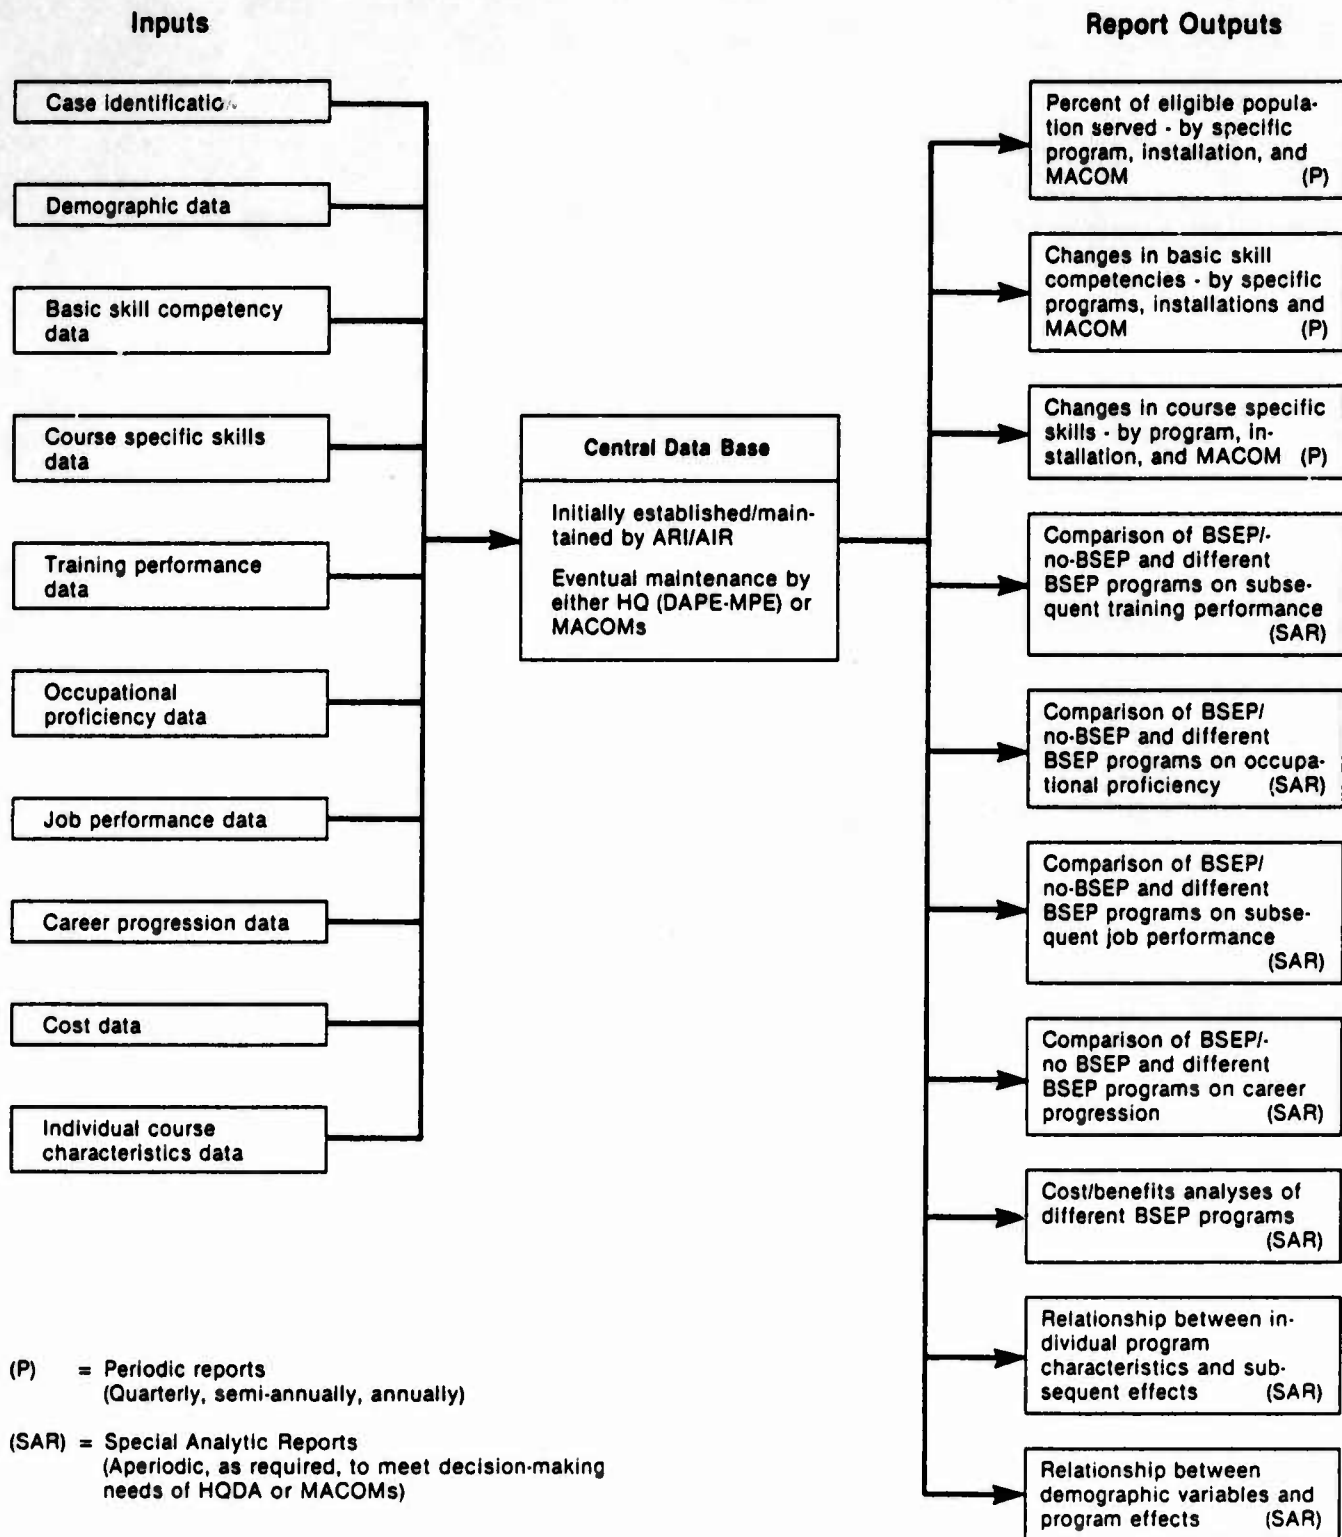 Inputs
Case identification
Demographic data
Basic skill competency
data
Course specific skills
data
Training performance
data
Occupational
proficiency data
Job performance data
Career progression data
Cost data
Individual course
characteristics data
Central Data Base
Initially established/main-
tained by ARI/AIR
Eventual maintenance by
either HQ (DAPE-MPE) or
MACOMs
Report Outputs
Percent of eligible popula-
tion served - by specific
program, installation, and
MACOM (P)
Changes in basic skill
competencies - by specific
programs, installations and
MACOM (P)
Changes in course specific
skills - by program, in-
stallation, and MACOM (P)
Comparison of BSEP/-
no-BSEP and different
BSEP programs on subse-
quent training performance
(SAR)
Comparison of BSEP/
no-BSEP and different
BSEP programs on occupa-
tional proficiency (SAR)
Comparison of BSEP/
no-BSEP and different
BSEP programs on subse-
quent job performance
(SAR)
Comparison of BSEP/-
no BSEP and different
BSEP programs on career
progression (SAR)
Cost/benefits analyses of
different BSEP programs
(SAR)
Relationship between in-
dividual program
characteristics and sub-
sequent effects (SAR)
Relationship between
demographic variables and
program effects (SAR)
(P) = Periodic reports
(Quarterly, semi-annually, annually)
(SAR) = Special Analytic Reports
(Aperiodic, as required, to meet decision-making
needs of HQDA or MACOMs)